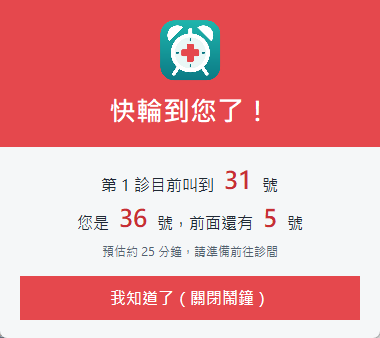 快輪到您了！
第 1 診目前叫到 31 號
您是 36 號，前面還有 5 號
預估約 25 分鐘，請準備前往診間
我知道了（關閉鬧鐘）